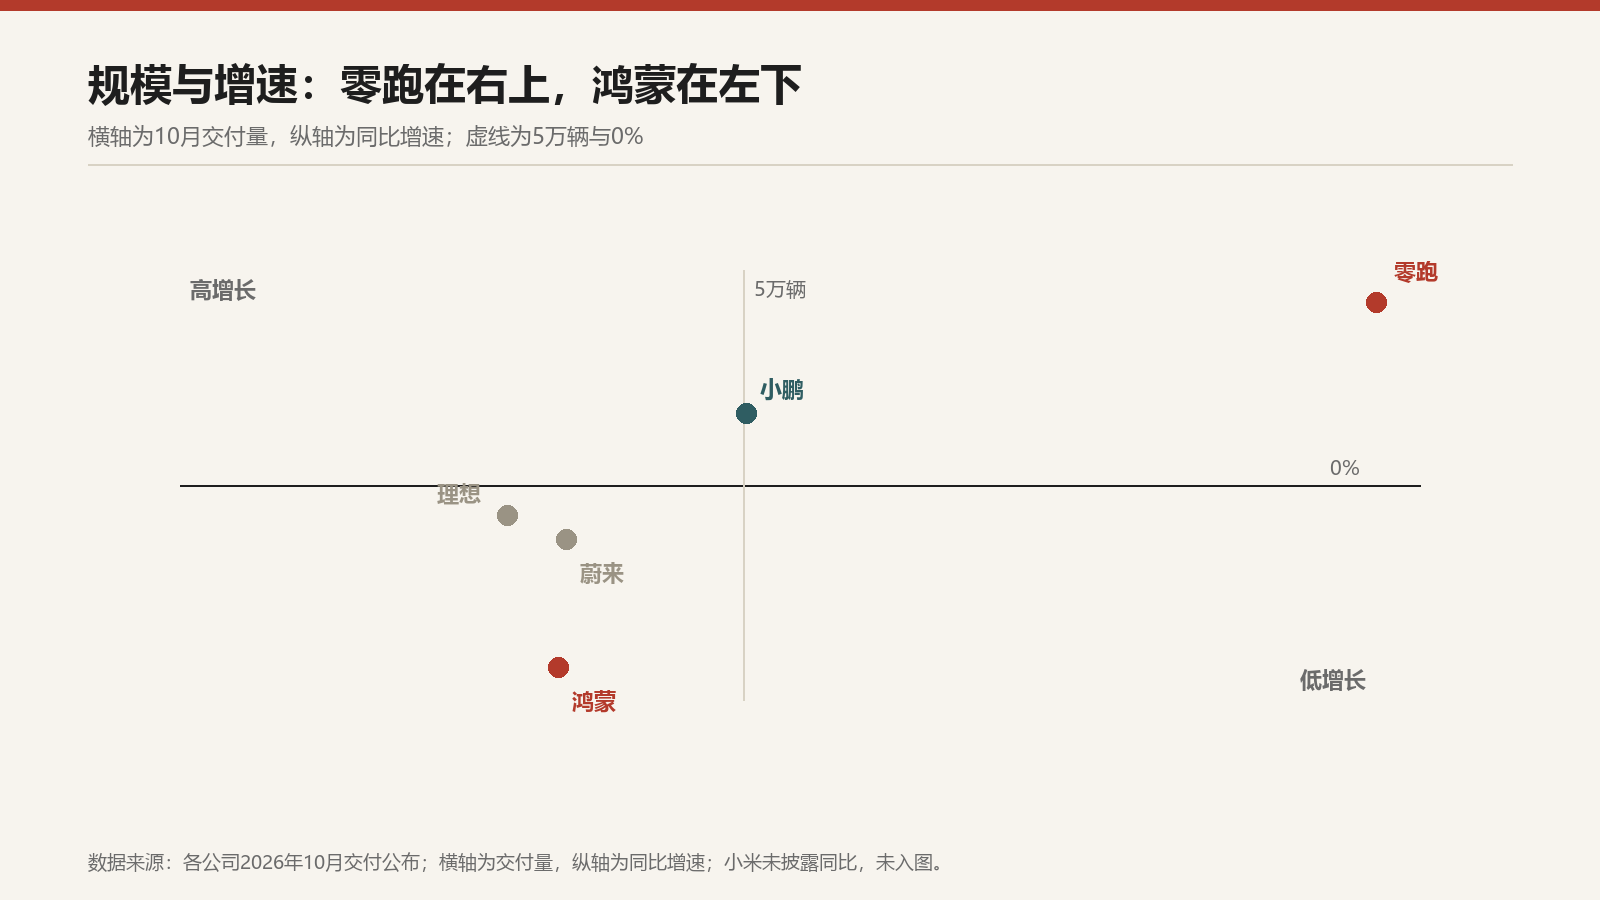 规模与增速：零跑在右上，鸿蒙在左下
横轴为10月交付量，纵轴为同比增速；虚线为5万辆与0%
零跑
高增长
5万辆
小鹏
0%
理想
蔚来
低增长
鸿蒙
数据来源：各公司2026年10月交付公布；横轴为交付量，纵轴为同比增速；小米未披露同比，未入图。